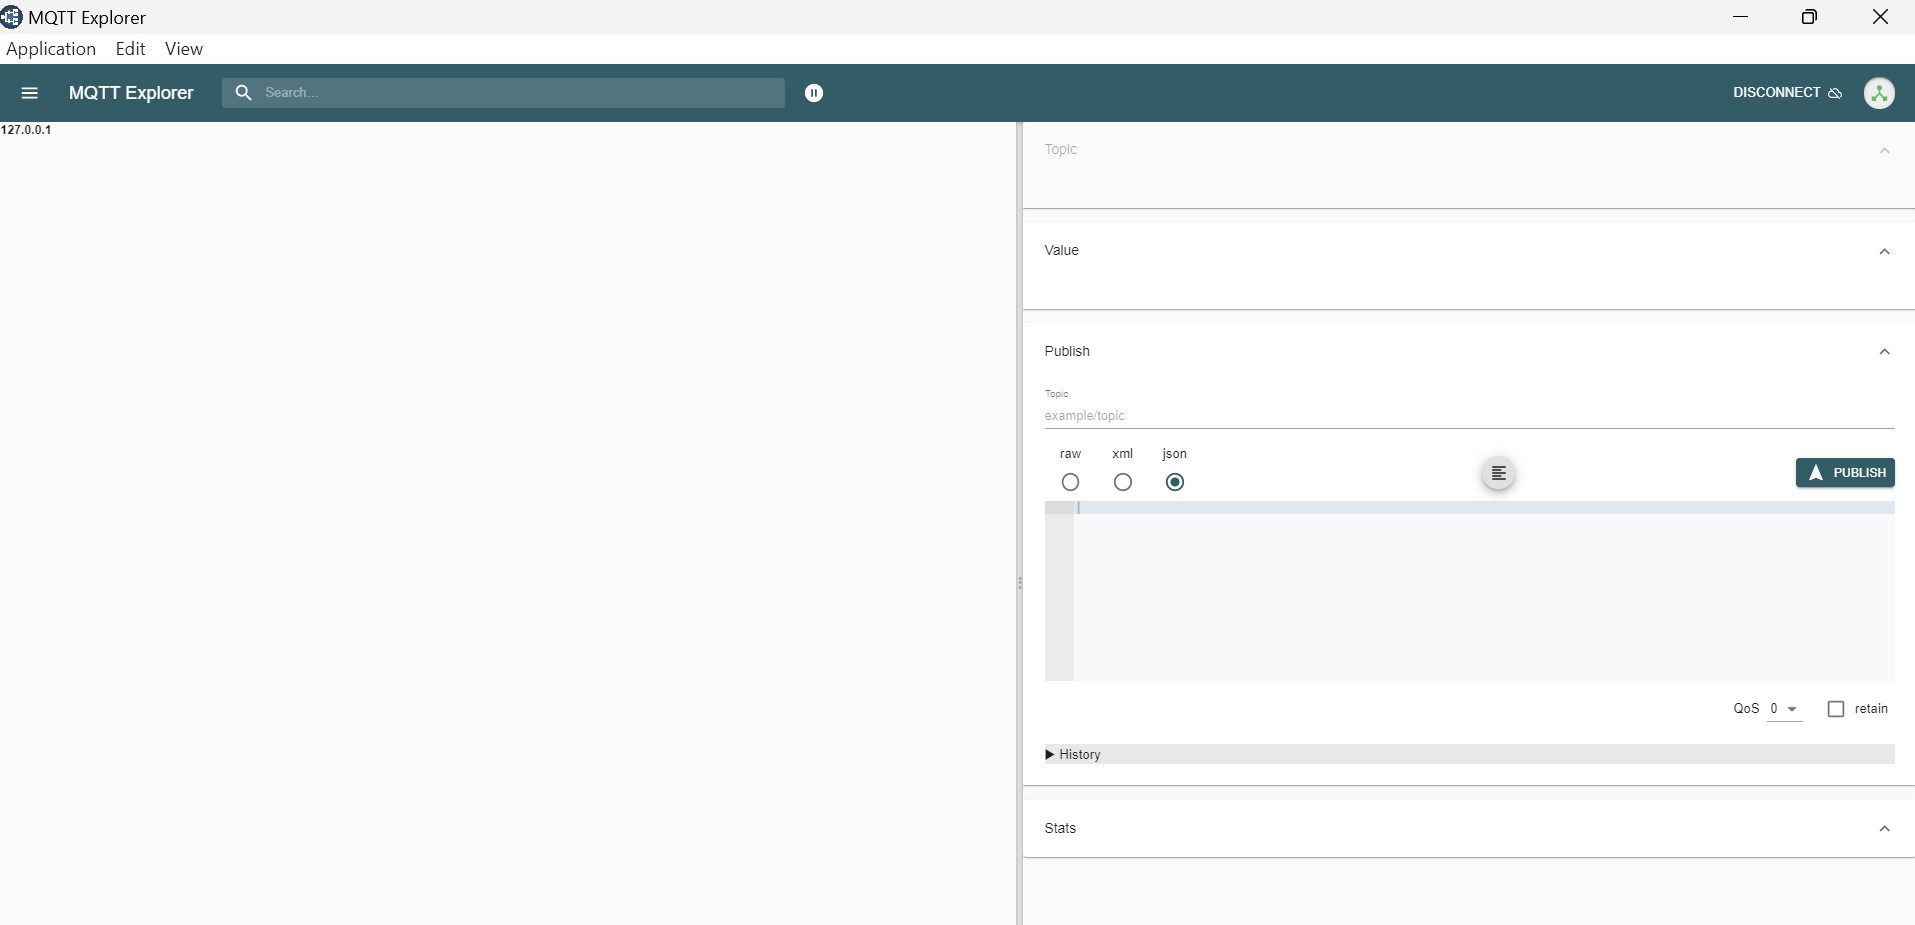 MQTT Explorer
Application Edit View
MQTT Explorer Search... DISCONNECT
127.0.0.1
Topic
Value
Publish
Topic
example/topic
raw xml json
PUBLISH
QoS 0 retain
History
Stats